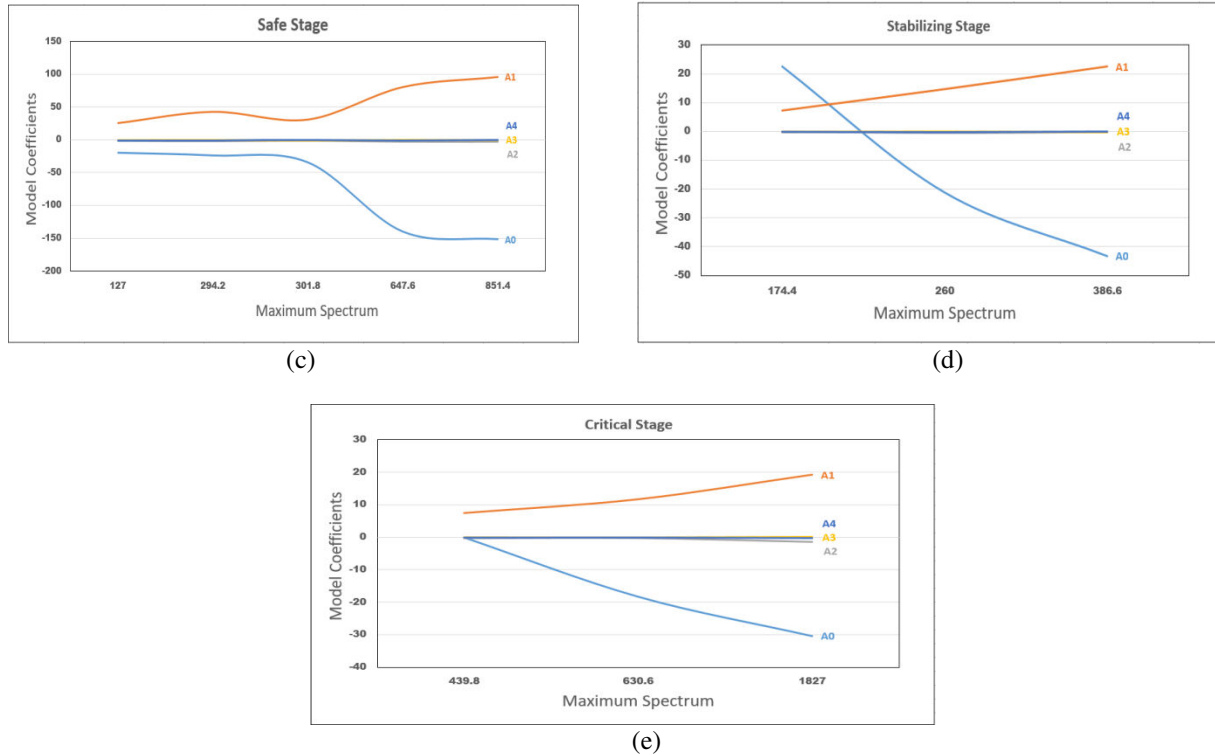 Safe Stage
150
100
50
0
-50
-100
-150
-200
Model Coefficients
A1
A4
A3
A2
A0
127 294.2 301.8 647.6 851.4
Maximum Spectrum
(c)
Stabilizing Stage
30
20
10
0
-10
-20
-30
-40
-50
Model Coefficients
A1
A4
A3
A2
A0
174.4 260 386.6
Maximum Spectrum
(d)
Critical Stage
30
20
10
0
-10
-20
-30
-40
Model Coefficients
A1
A4
A3
A2
A0
439.8 630.6 1827
Maximum Spectrum
(e)